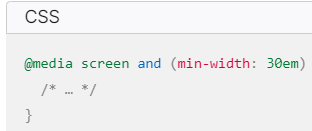 CSS
@media screen and (min-width: 30em)
/* … */
}